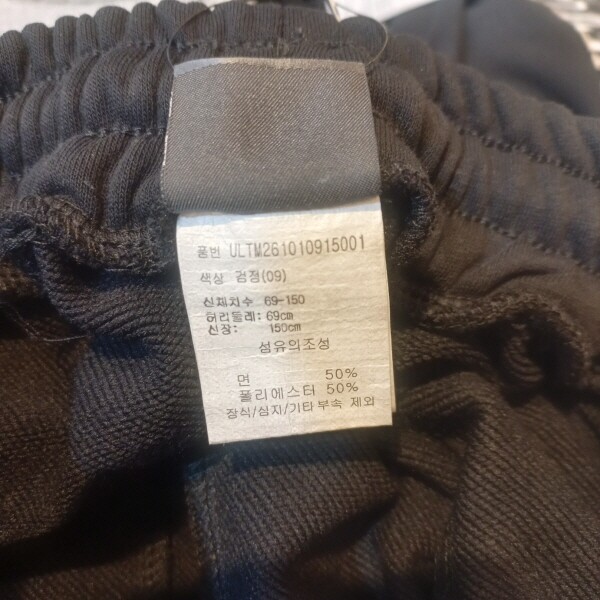 품번 ULTM261010915001
색상 검정(09)
신체치수 69-150
허리둘레: 69cm
신장: 150cm
섬유의조성
면 50%
폴리에스터 50%
장식/심지/기타 부속 제외